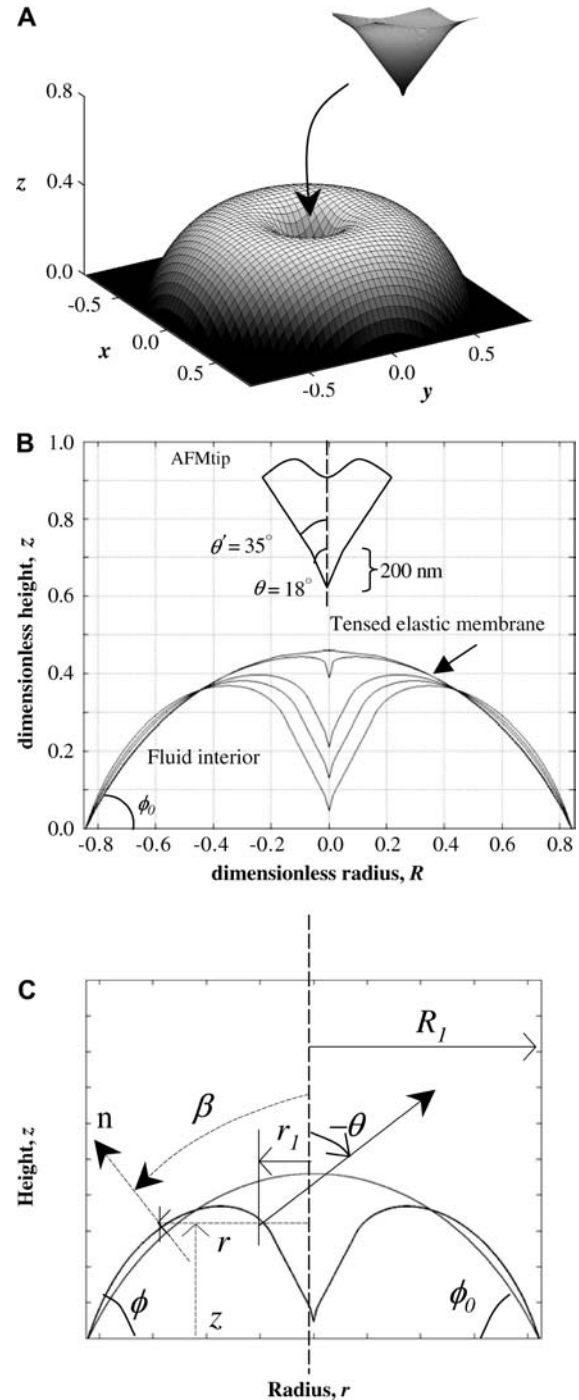 A
0.8
z
0.4
0.0
-0.5
x
0.0
0.5
-0.5
0.0
y
0.5
B
1.0
AFMtip
0.8
θ' = 35°
θ = 18°
200 nm
0.6
Tensed elastic membrane
dimensionless height, z
0.4
0.2
Fluid interior
ϕ₀
0.0
-0.8 -0.6 -0.4 -0.2 0.0 0.2 0.4 0.6 0.8
dimensionless radius, R
C
R₁
β
n
-θ
r₁
Height, z
r
ϕ
z
ϕ₀
Radius, r